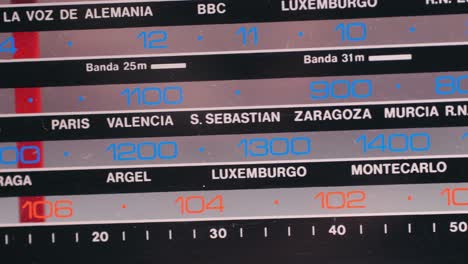 LA VOZ DE ALEMANIA BBC LUXEMBURGO R.N.
12 11 10
Banda 25m Banda 31m
1100 900
PARIS VALENCIA S. SEBASTIAN ZARAGOZA MURCIA R.N.
1200 1300 1400
RAGA ARGEL LUXEMBURGO MONTECARLO
106 104 102
20 30 40 50